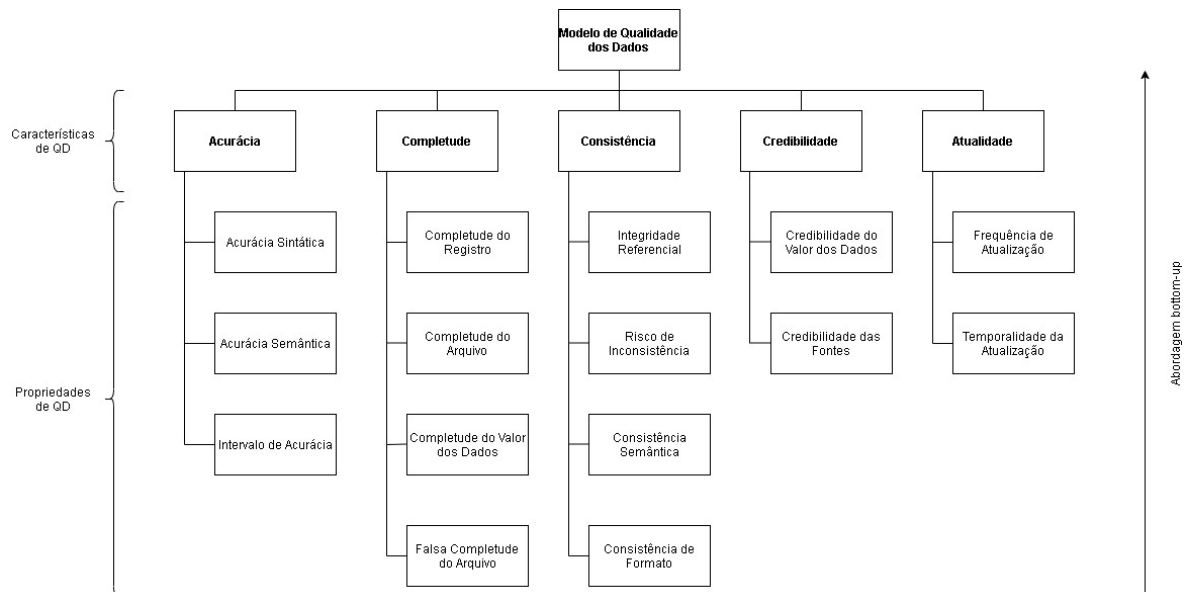 Modelo de Qualidade
dos Dados
Características
de QD
Acurácia
Completude
Consistência
Credibilidade
Atualidade
Propriedades
de QD
Acurácia Sintática
Completude do
Registro
Integridade
Referencial
Credibilidade do
Valor dos Dados
Frequência de
Atualização
Acurácia Semântica
Completude do
Arquivo
Risco de
Inconsistência
Credibilidade das
Fontes
Temporalidade da
Atualização
Intervalo de Acurácia
Completude do Valor
dos Dados
Consistência
Semântica
Falsa Completude
do Arquivo
Consistência de
Formato
Abordagem bottom-up